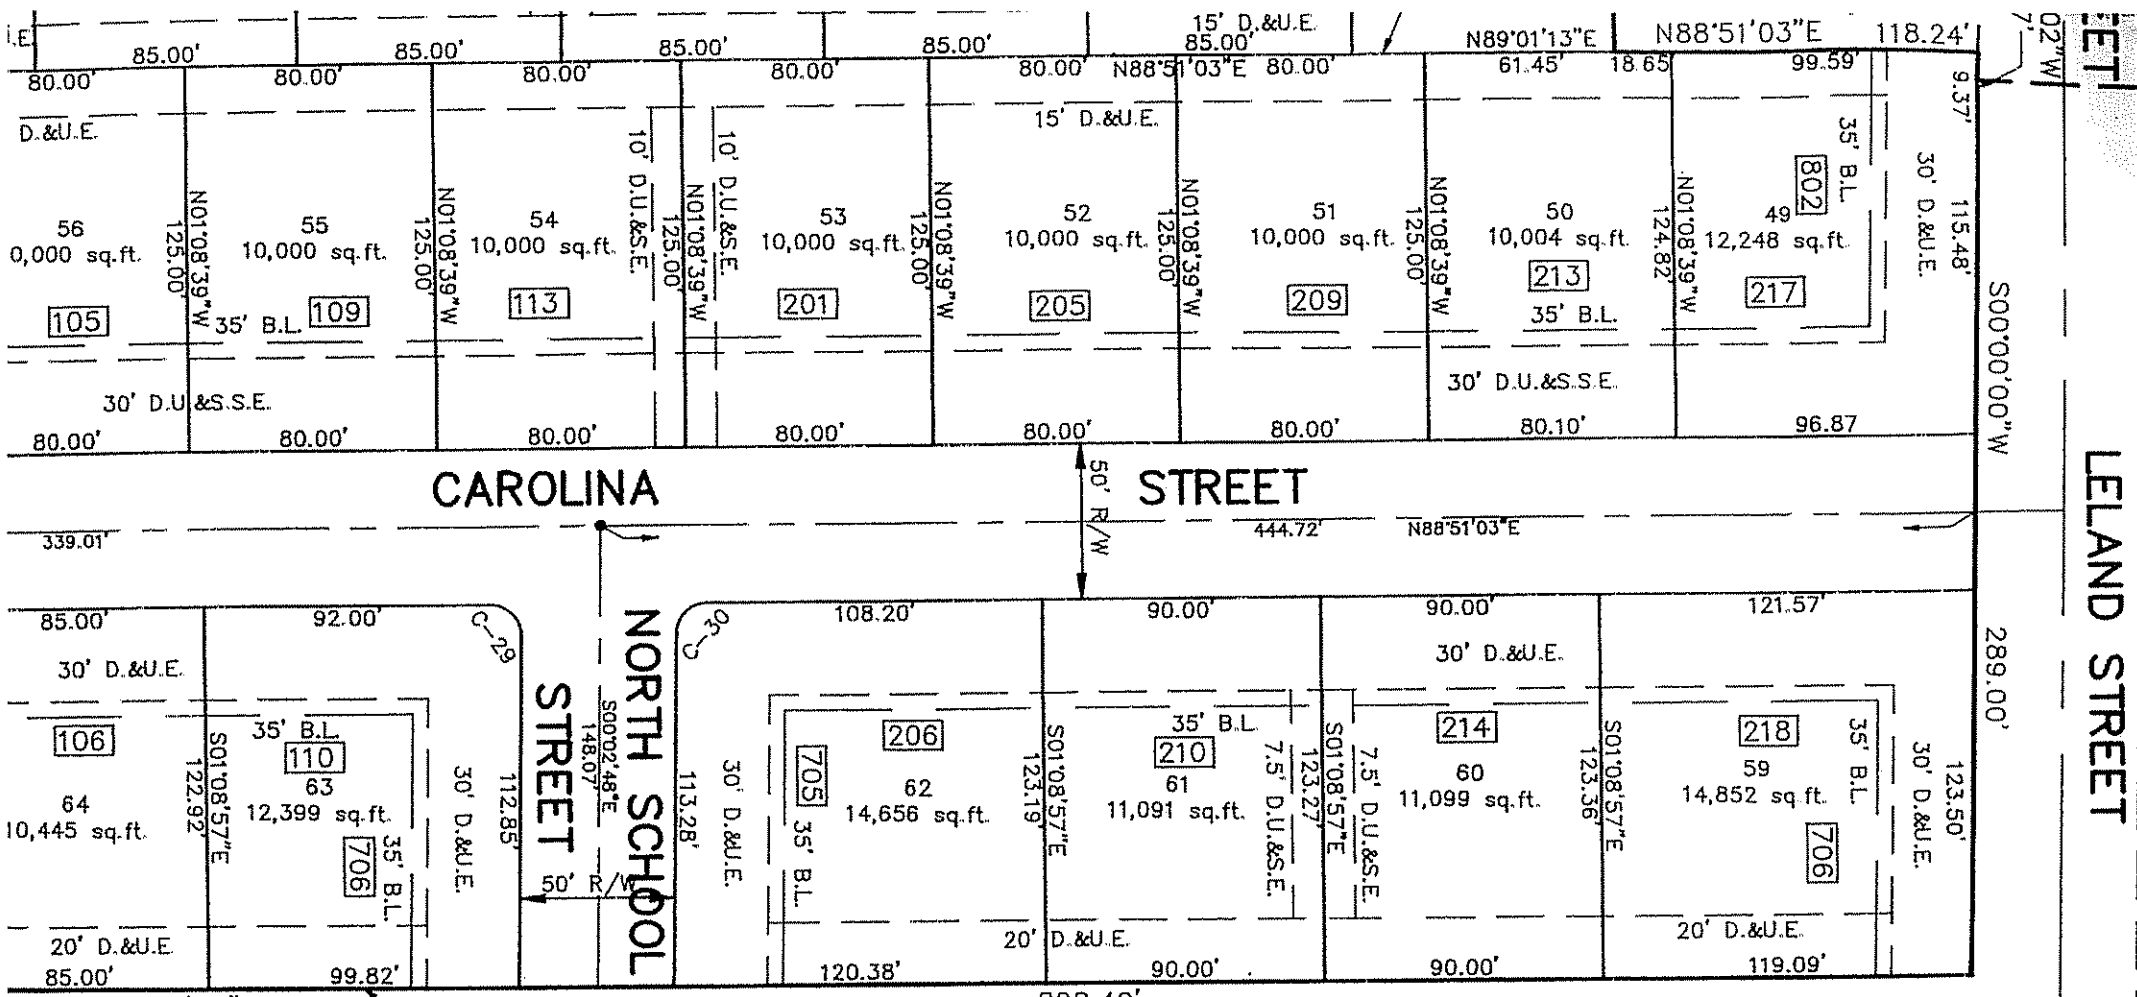 15' D.&U.E.
85.00' 85.00' 85.00' 85.00' 85.00'
N89°01'13"E N88°51'03"E 118.24'
80.00' 80.00' 80.00' 80.00' 80.00' N88°51'03"E 80.00' 61.45' 18.65' 99.59'
9.37'
D.&U.E.
15' D.&U.E.
10' D.U.&S.E.
10' D.U.&S.E.
35' B.L.
802
30' D.&U.E.
115.48'
S00°00'00"W
N01°08'39"W
125.00'
N01°08'39"W
125.00'
N01°08'39"W
125.00'
N01°08'39"W
125.00'
N01°08'39"W
125.00'
N01°08'39"W
125.00'
N01°08'39"W
124.82'
56
0,000 sq.ft.
105
55
10,000 sq.ft.
109
54
10,000 sq.ft.
113
53
10,000 sq.ft.
201
52
10,000 sq.ft.
205
51
10,000 sq.ft.
209
50
10,004 sq.ft.
213
49
12,248 sq.ft.
217
35' B.L.
35' B.L.
30' D.U.&S.S.E.
30' D.U.&S.S.E.
80.00' 80.00' 80.00' 80.00' 80.00' 80.00' 80.10' 96.87
CAROLINA STREET
50' R/W
339.01' 444.72' N88°51'03"E
LELAND STREET
289.00'
85.00' 92.00' C-29 C-30 108.20' 90.00' 90.00' 121.57'
30' D.&U.E.
30' D.&U.E.
NORTH SCHOOL
STREET
S00°02'48"E
148.07'
50' R/W
106
64
10,445 sq.ft.
S01°08'57"E
122.92'
35' B.L.
110
63
12,399 sq.ft.
706
35' B.L.
30' D.&U.E.
112.85'
113.28'
30' D.&U.E.
705
35' B.L.
206
62
14,656 sq.ft.
S01°08'57"E
123.19'
35' B.L.
210
61
11,091 sq.ft.
7.5' D.U.&S.E.
S01°08'57"E
123.27'
7.5' D.U.&S.E.
214
60
11,099 sq.ft.
S01°08'57"E
123.36'
218
59
14,852 sq.ft.
706
35' B.L.
30' D.&U.E.
123.50'
20' D.&U.E.
20' D.&U.E.
20' D.&U.E.
85.00' 99.82' 120.38' 90.00' 90.00' 119.09'